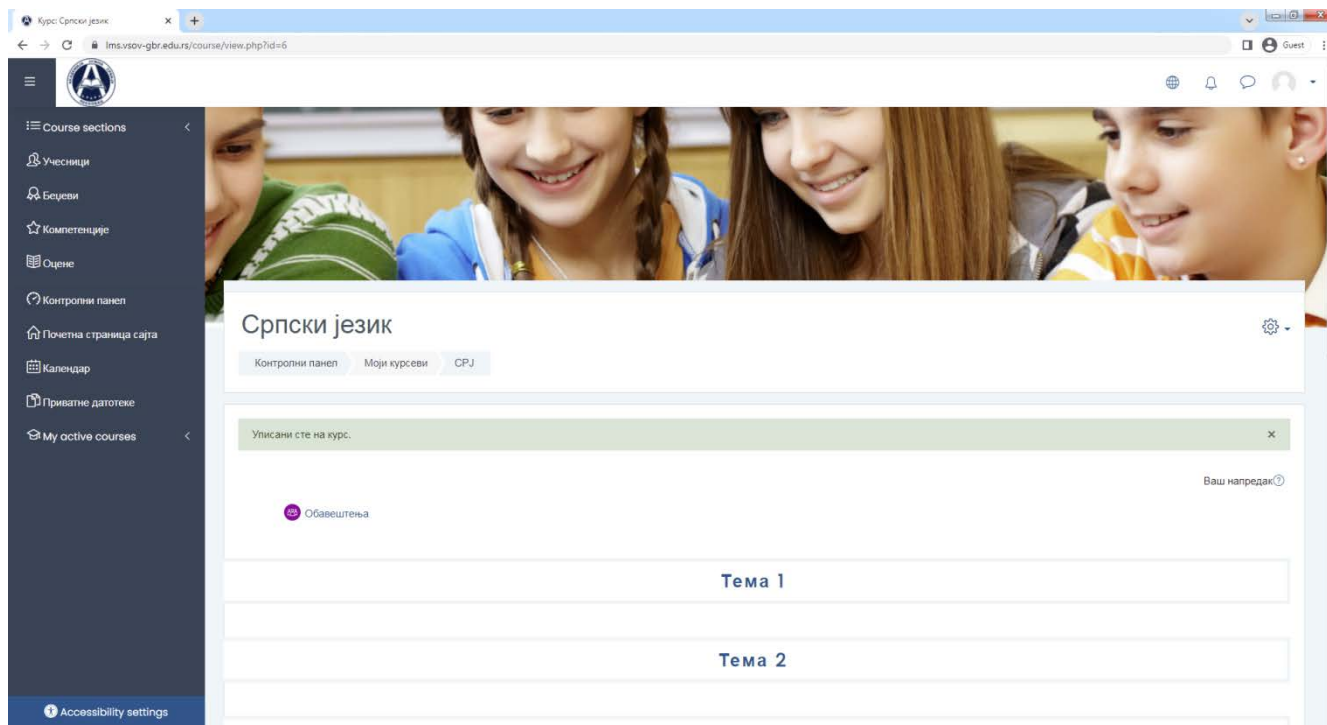 Курс: Српски језик
lms.vsov-gbr.edu.rs/course/view.php?id=6
Guest
Course sections
Учесници
Беџеви
Компетенције
Оцене
Контролни панел
Почетна страница сајта
Календар
Приватне датотеке
My active courses
Accessibility settings
Српски језик
Контролни панел Моји курсеви СРЈ
Уписани сте на курс.
Ваш напредак
Обавештења
Тема 1
Тема 2